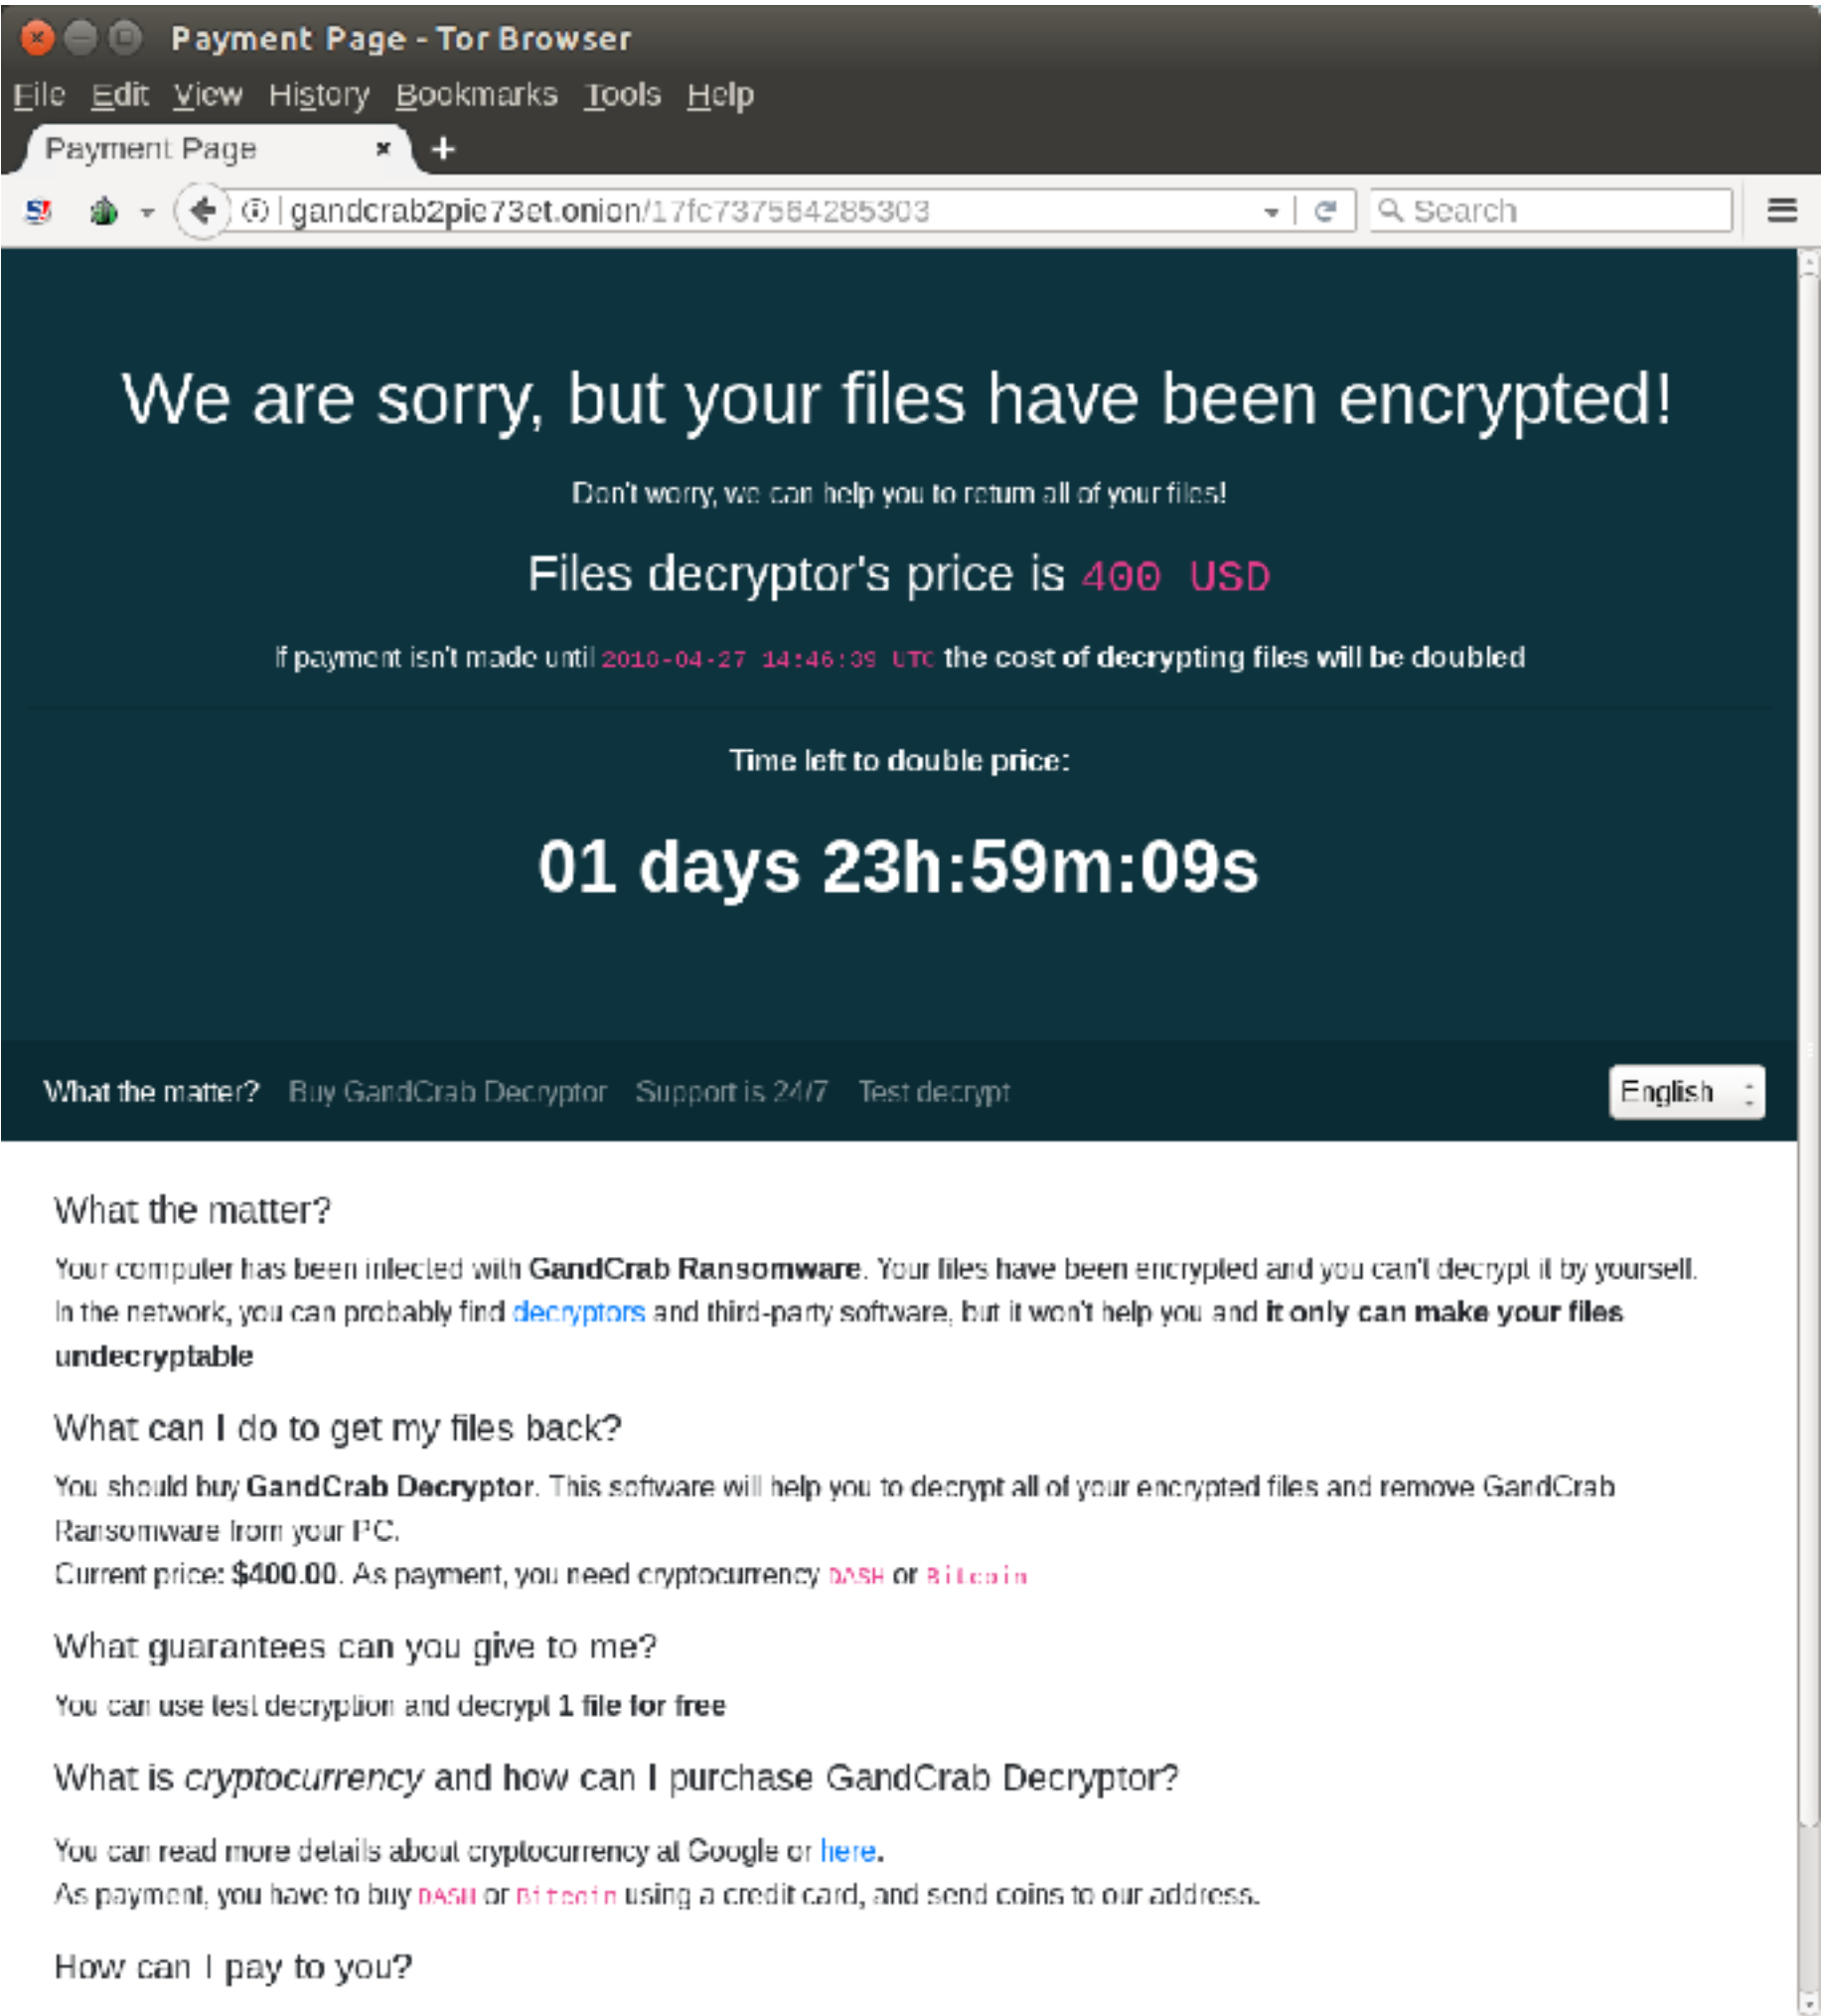 Payment Page - Tor Browser
File Edit View History Bookmarks Tools Help
Payment Page
gandcrab2pie73et.onion/17fc737564285303
Search
We are sorry, but your files have been encrypted!
Don't worry, we can help you to return all of your files!
Files decryptor's price is 400 USD
If payment isn't made until 2018-04-27 14:46:39 UTC the cost of decrypting files will be doubled
Time left to double price:
01 days 23h:59m:09s
What the matter? Buy GandCrab Decryptor Support is 24/7 Test decrypt English
What the matter?
Your computer has been infected with GandCrab Ransomware. Your files have been encrypted and you can't decrypt it by yourself.
In the network, you can probably find decryptors and third-party software, but it won't help you and it only can make your files
undecryptable
What can I do to get my files back?
You should buy GandCrab Decryptor. This software will help you to decrypt all of your encrypted files and remove GandCrab
Ransomware from your PC.
Current price: $400.00. As payment, you need cryptocurrency DASH or Bitcoin
What guarantees can you give to me?
You can use test decryption and decrypt 1 file for free
What is cryptocurrency and how can I purchase GandCrab Decryptor?
You can read more details about cryptocurrency at Google or here.
As payment, you have to buy DASH or Bitcoin using a credit card, and send coins to our address.
How can I pay to you?